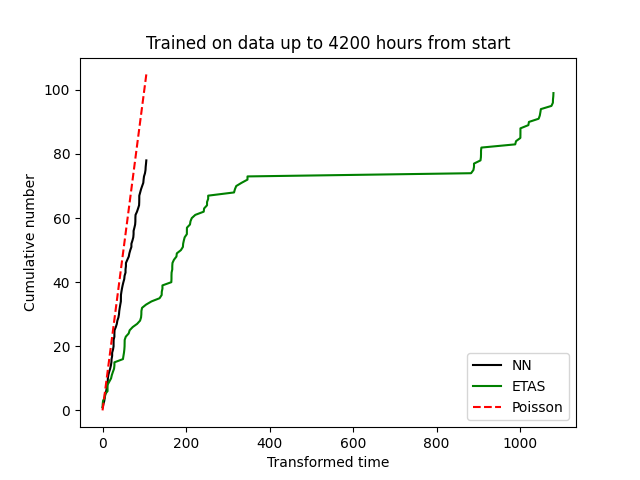 Trained on data up to 4200 hours from start
Cumulative number
100
80
60
40
20
0
0 200 400 600 800 1000
Transformed time
NN
ETAS
Poisson